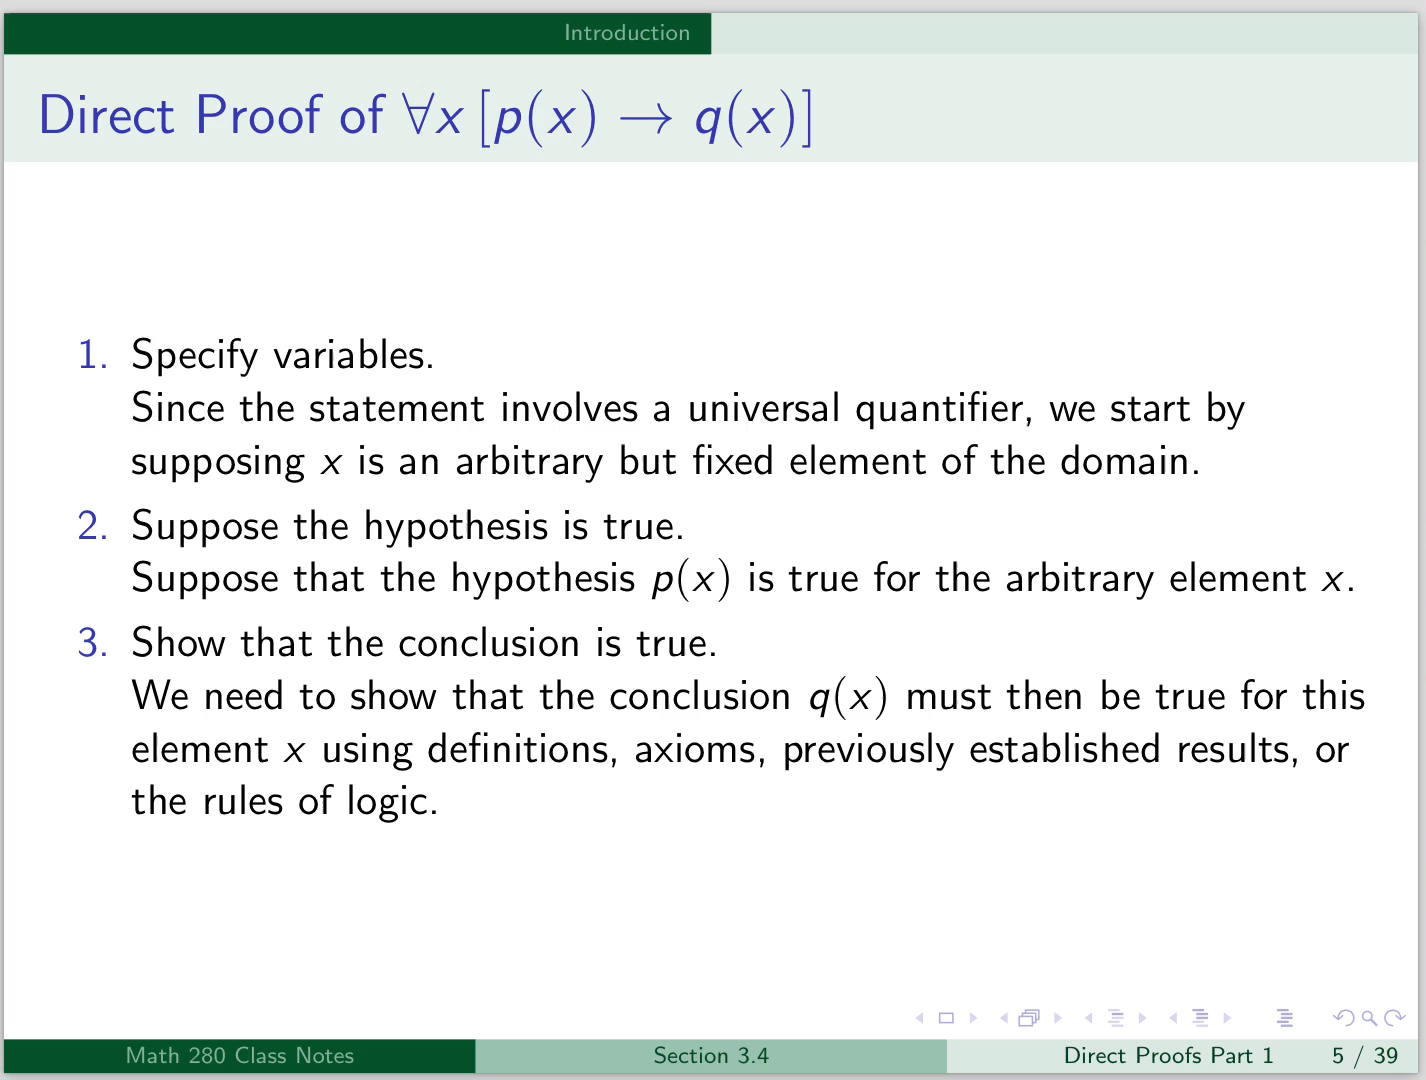 Introduction
Direct Proof of ∀x [p(x) → q(x)]
1. Specify variables.
Since the statement involves a universal quantifier, we start by
supposing x is an arbitrary but fixed element of the domain.
2. Suppose the hypothesis is true.
Suppose that the hypothesis p(x) is true for the arbitrary element x.
3. Show that the conclusion is true.
We need to show that the conclusion q(x) must then be true for this
element x using definitions, axioms, previously established results, or
the rules of logic.
Math 280 Class Notes Section 3.4 Direct Proofs Part 1 5 / 39